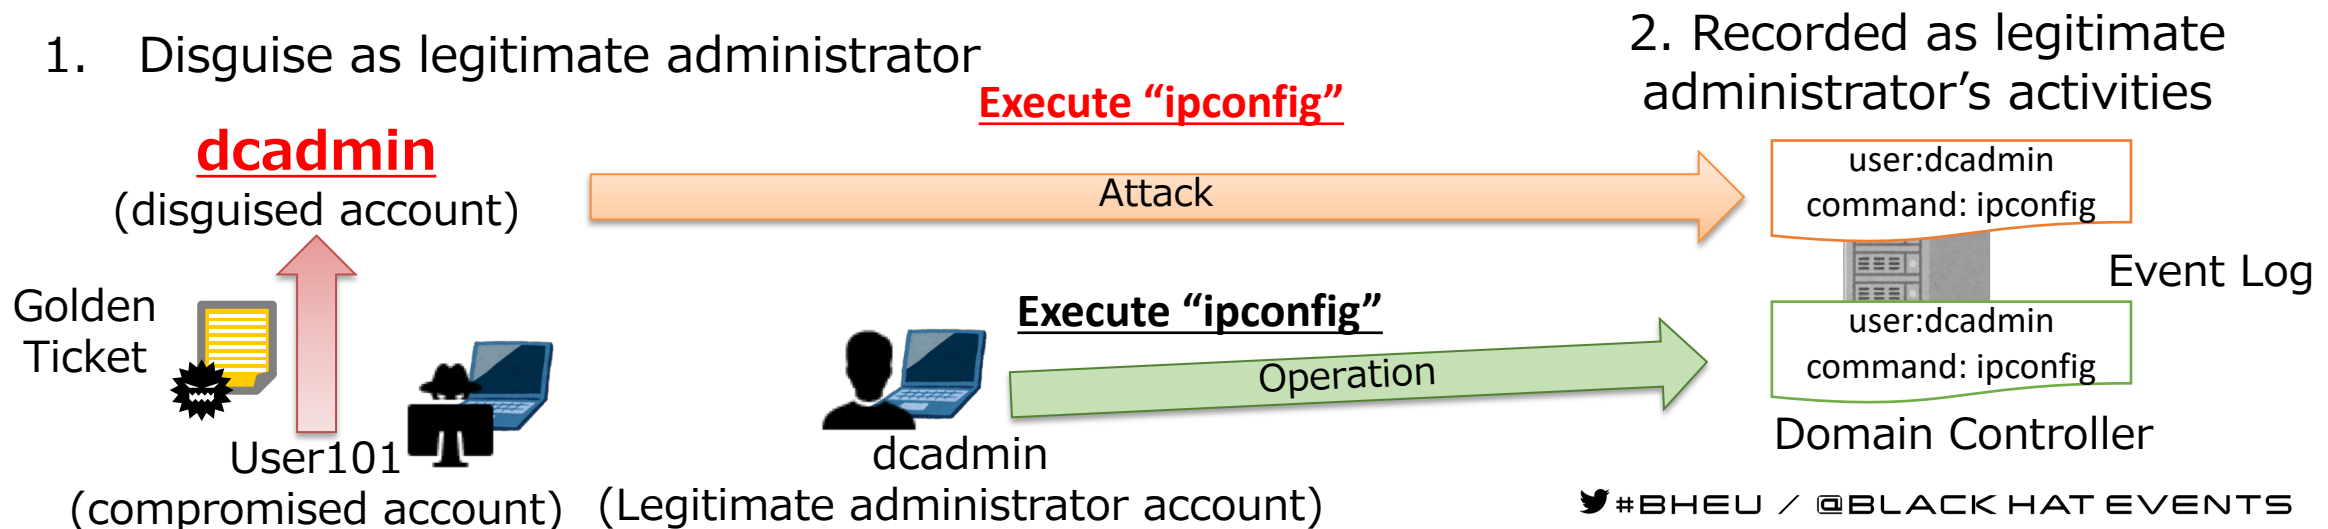 1. Disguise as legitimate administrator
2. Recorded as legitimate
administrator’s activities
Execute “ipconfig”
dcadmin
(disguised account)
Attack
user:dcadmin
command: ipconfig
Event Log
Golden
Ticket
Execute “ipconfig”
Operation
user:dcadmin
command: ipconfig
User101
(compromised account)
dcadmin
(Legitimate administrator account)
Domain Controller
#BHEU / @BLACK HAT EVENTS